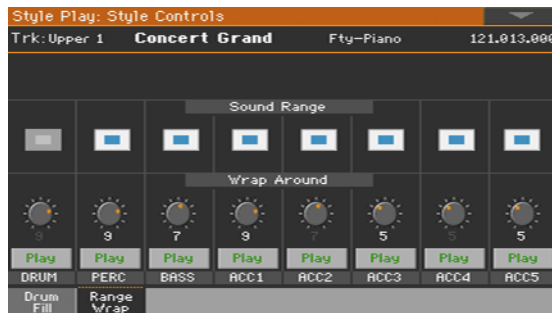 Style Play: Style Controls
Trk: Upper 1 Concert Grand Fty-Piano 121.013.000
Sound Range
Wrap Around
9 9 7 9 7 5 5 5
Play Play Play Play Play Play Play Play
DRUM PERC BASS ACC1 ACC2 ACC3 ACC4 ACC5
Drum Fill
Range Wrap